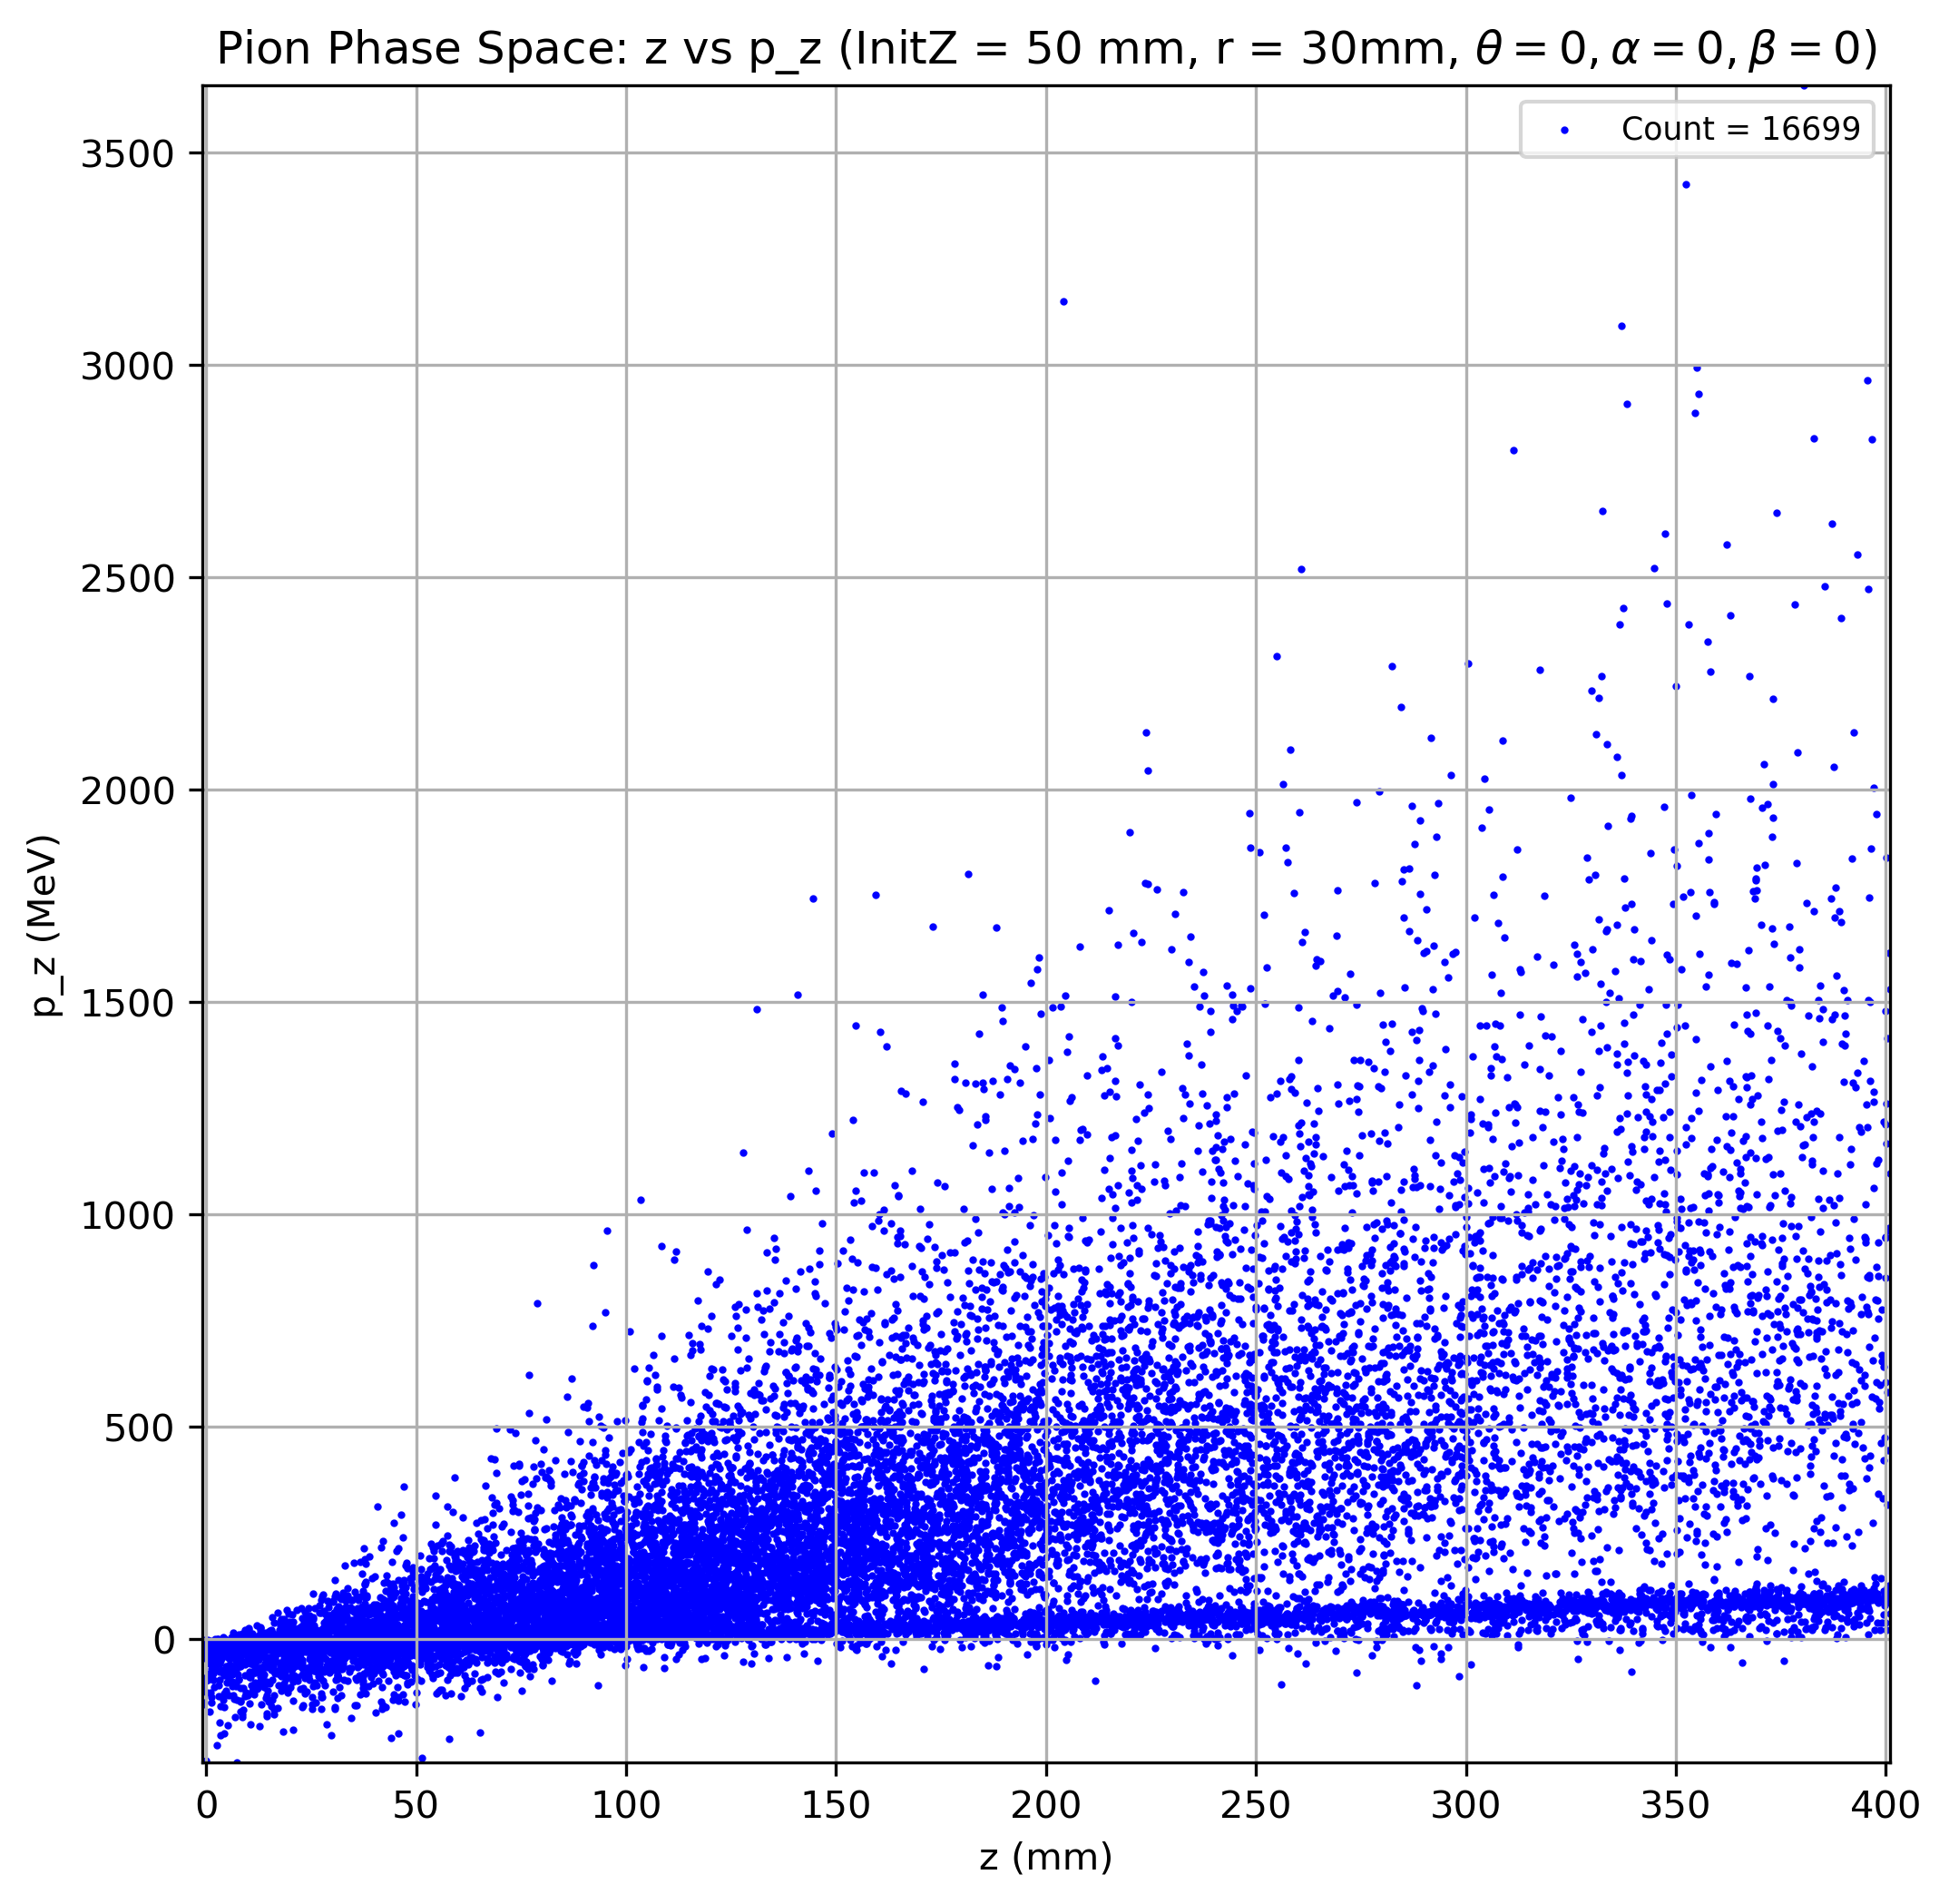 Pion Phase Space: z vs p_z (InitZ = 50 mm, r = 30mm, θ = 0, α = 0, β = 0)
Count = 16699
3500
3000
2500
2000
1500
1000
500
0
p_z (MeV)
0 50 100 150 200 250 300 350 400
z (mm)